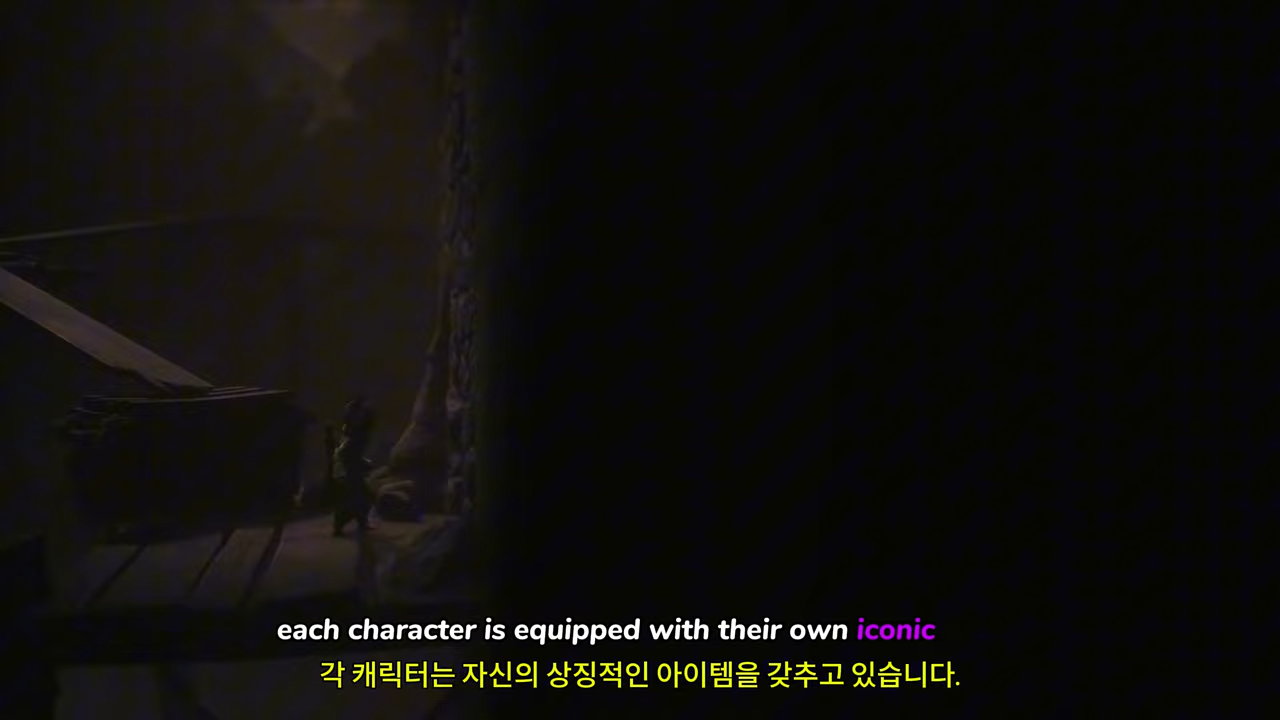 each character is equipped with their own iconic
각 캐릭터는 자신의 상징적인 아이템을 갖추고 있습니다.